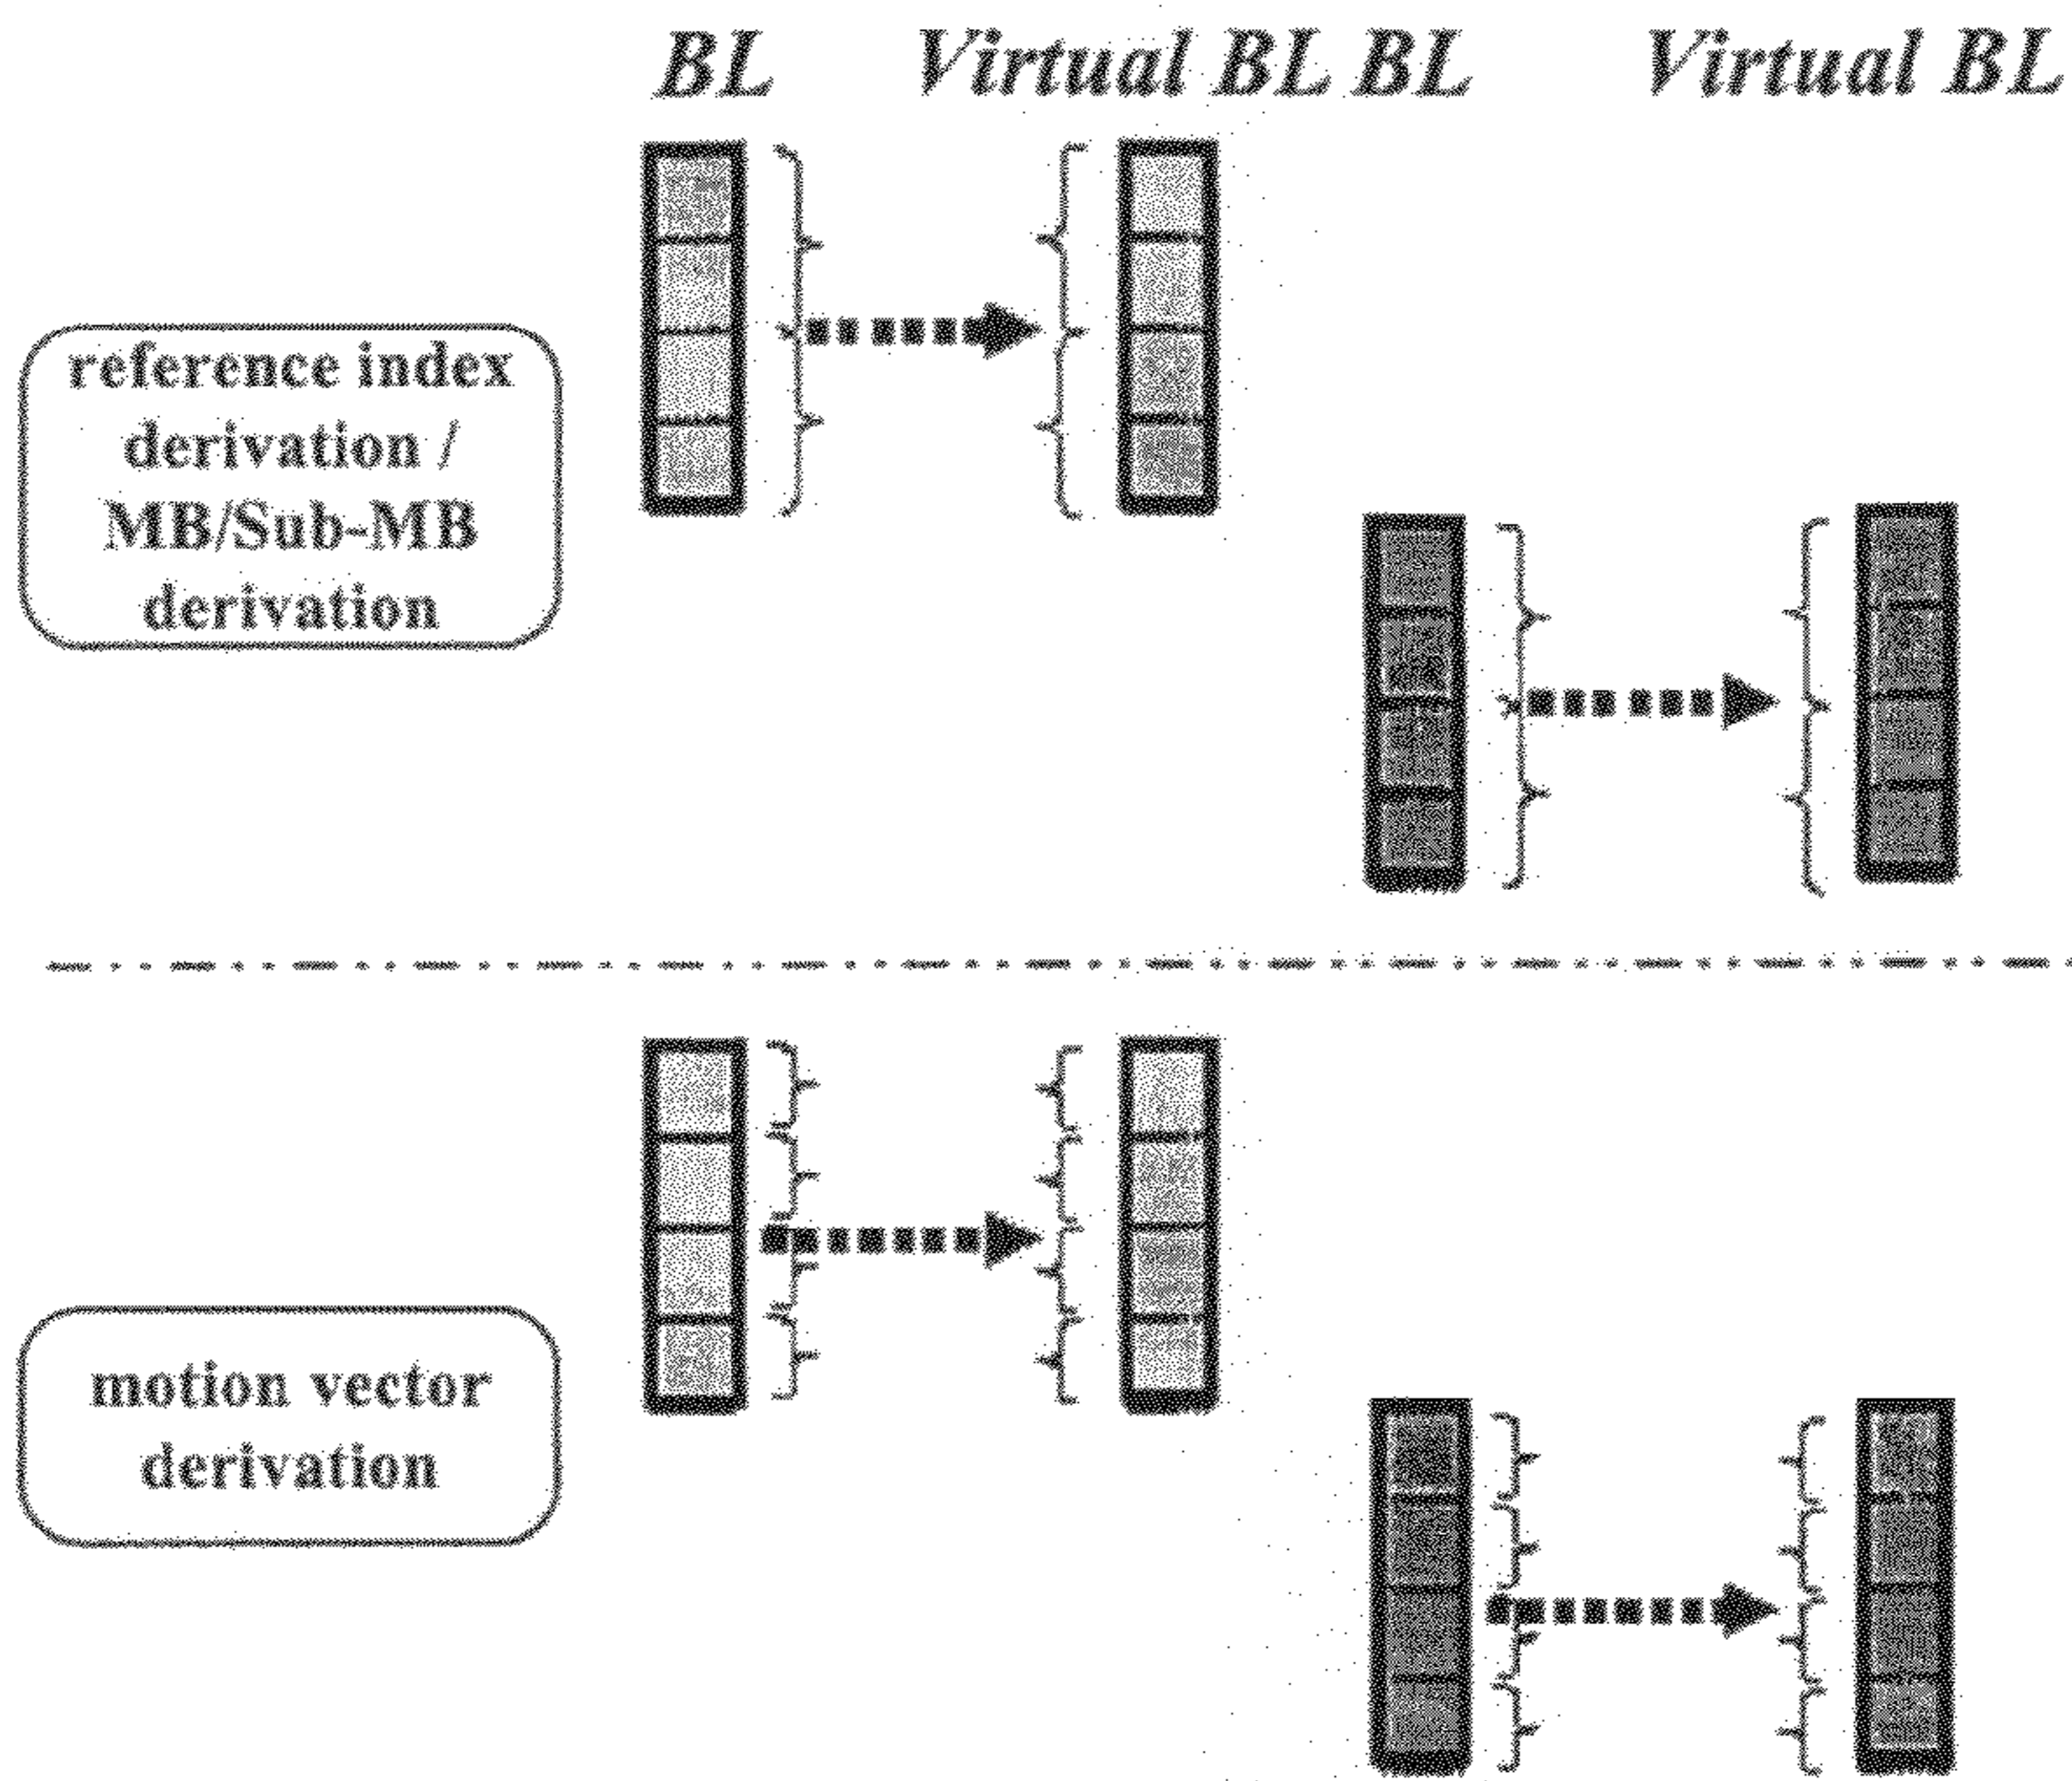 BL Virtual BL BL Virtual BL
reference index
derivation /
MB/Sub-MB
derivation
motion vector
derivation